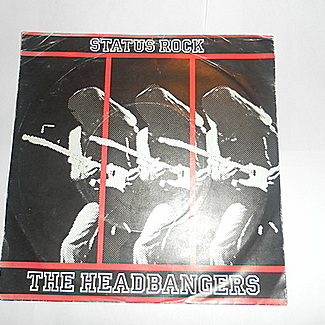 STATUS ROCK
THE HEADBANGERS